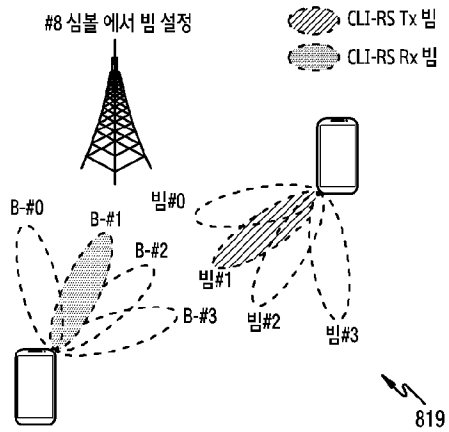 #8 심볼 에서 빔 설정
CLI-RS Tx 빔
CLI-RS Rx 빔
빔#0
빔#1
빔#2
빔#3
B-#0
B-#1
B-#2
B-#3
819